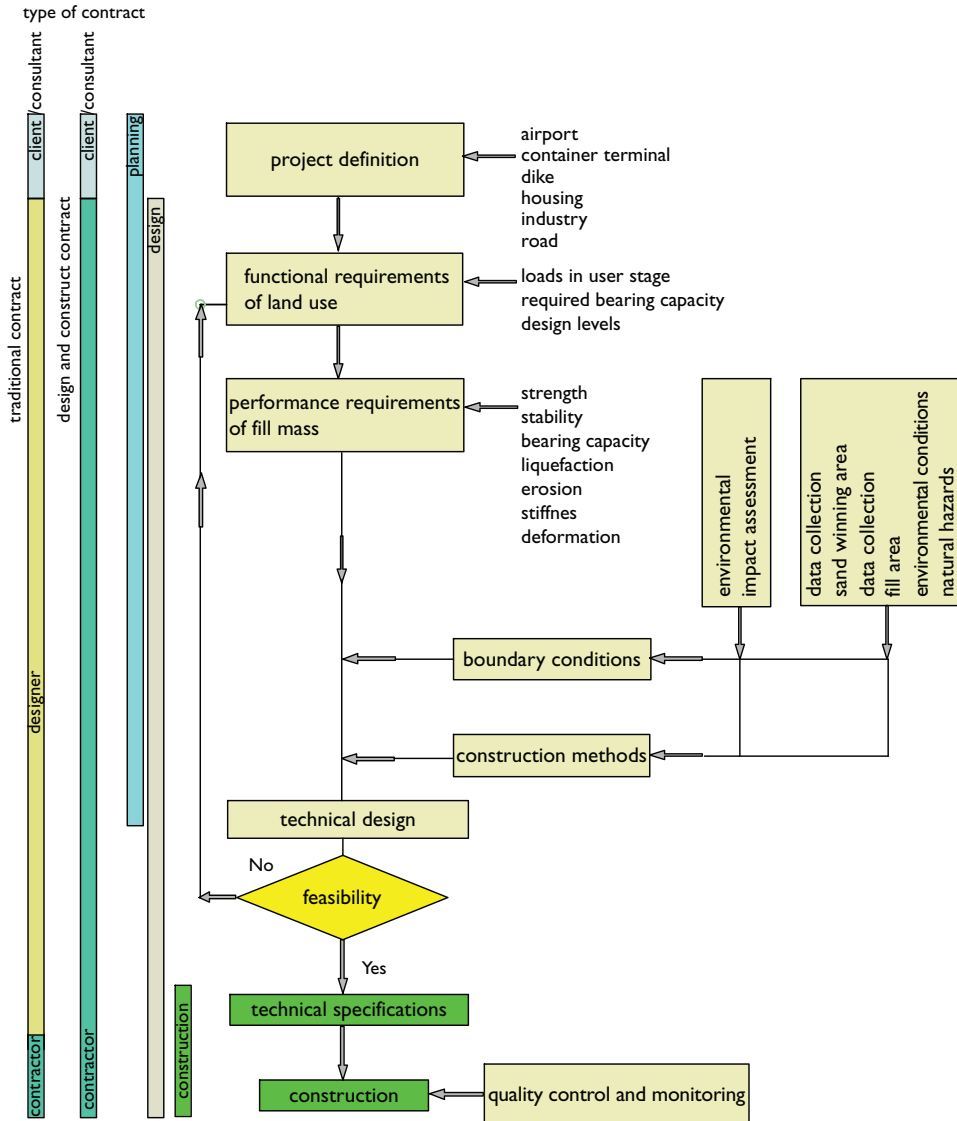 type of contract
client /consultant
client /consultant
planning
design
traditional contract
design and construct contract
designer
contractor
contractor
construction
project definition
airport
container terminal
dike
housing
industry
road
functional requirements
of land use
loads in user stage
required bearing capacity
design levels
performance requirements
of fill mass
strength
stability
bearing capacity
liquefaction
erosion
stiffnes
deformation
environmental
impact assessment
data collection
sand winning area
data collection
fill area
environmental conditions
natural hazards
boundary conditions
construction methods
technical design
No
feasibility
Yes
technical specifications
construction
quality control and monitoring